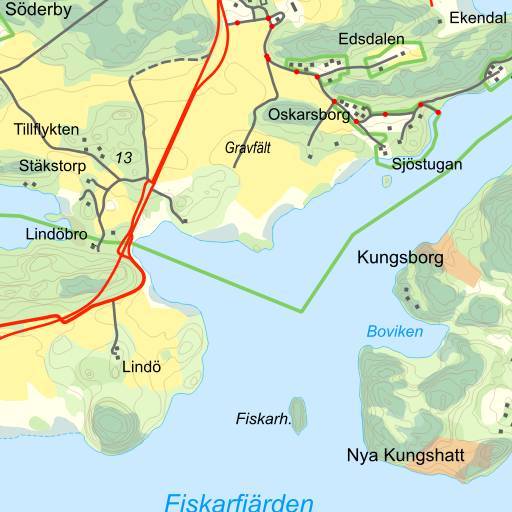 Söderby
Ekendal
Edsdalen
Oskarsborg
Tillflykten
Gravfält
13
Stäkstorp
Sjöstugan
Lindöbro
Kungsborg
Boviken
Lindö
Fiskarh.
Nya Kungshatt
Fiskarfjärden